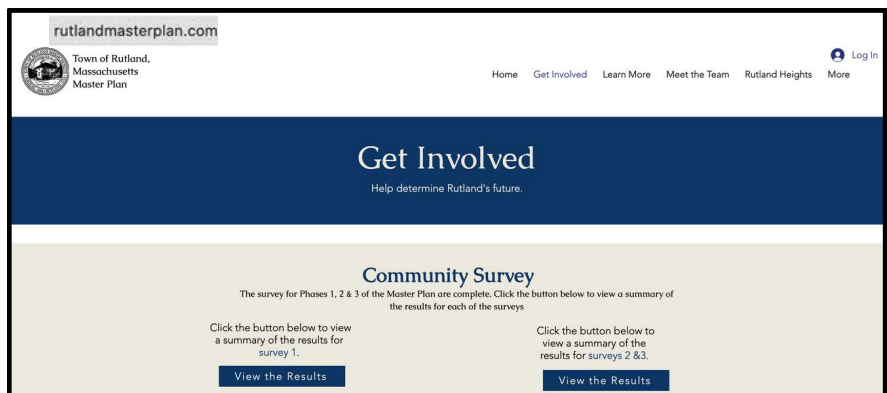 rutlandmasterplan.com
Town of Rutland,
Massachusetts
Master Plan
Log In
Home Get Involved Learn More Meet the Team Rutland Heights More
Get Involved
Help determine Rutland's future.
Community Survey
The survey for Phases 1, 2 & 3 of the Master Plan are complete. Click the button below to view a summary of
the results for each of the surveys
Click the button below to view
a summary of the results for
survey 1.
View the Results
Click the button below to
view a summary of the
results for surveys 2 &3.
View the Results